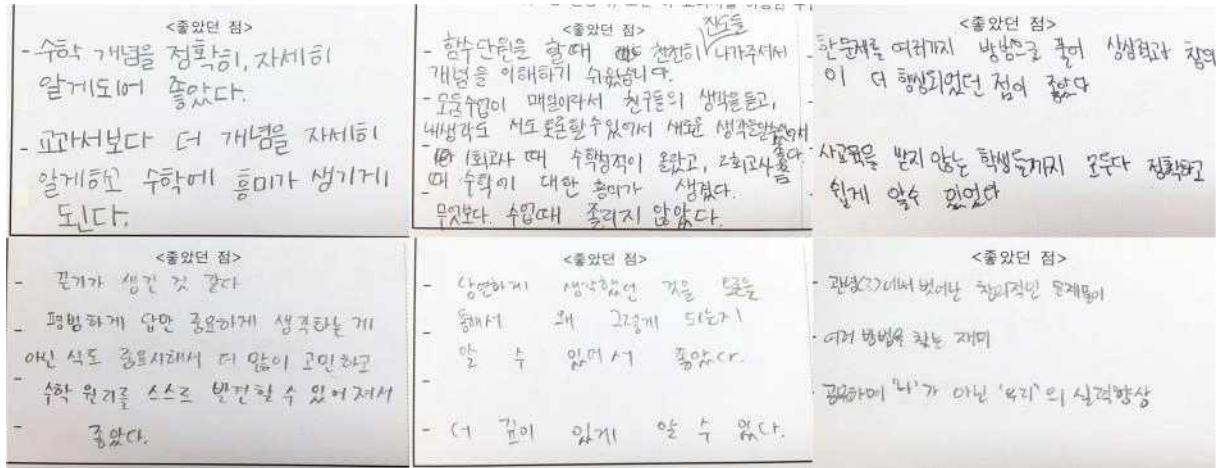 <좋았던 점>
- 수학 개념을 정확히, 자세히
알게되어 좋았다.
- 교과서보다 더 개념을 자세히
알게하고 수학에 흥미가 생기게
된다.
<좋았던 점>
진도를
- 함수단원을 할때 천천히 나가주셔서
개념을 이해하기 쉬웠습니다.
- 모둠수업이 매일이라서 친구들의 생각을 듣고,
내생각도 서로 토론할 수 있어서 새로운 생각을
1회고사 때 수학성적이 올랐고, 2회고사
때 수학에 대한 흥미가 생겼다.
무엇보다. 수업때 졸리지 않았다.
<좋았던 점>
- 한문제를 여러가지 방법으로 풀어 상상력과 창의
이 더 향상되었던 점이 좋았다
- 사교육을 받지 않는 학생들까지 모두다 정확하고
쉽게 알수 있었다
<좋았던 점>
- 끈기가 생긴 것 같다
- 평범하게 답만 중요하게 생각하는 게
아닌 식도 중요시해서 더 많이 고민하고
- 수학 원리를 스스로 발견할 수 있어져서
- 좋았다.
<좋았던 점>
- 당연하게 생각했던 것을 토론을
통해서 왜 그렇게 되는지
알 수 있어서 좋았다.
-
- 더 깊이 있게 알 수 있다.
<좋았던 점>
- 관념(?)에서 벗어난 창의적인 문제풀이
- 여러 방법을 찾는 재미
- 공유하며 '나'가 아닌 '우리'의 실력향상